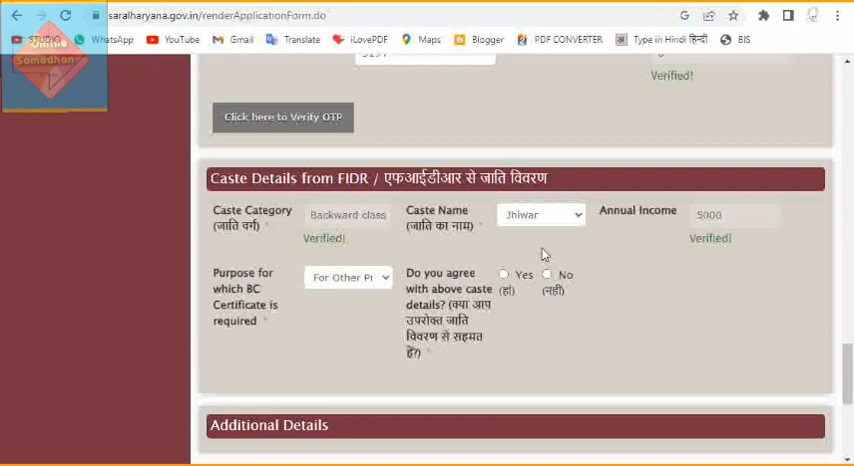 saralharyana.gov.in/renderApplicationForm.do
STUDIO WhatsApp YouTube Gmail Translate iLovePDF Maps Blogger PDF CONVERTER Type in Hindi हिन्दी BIS
Online
Samadhan
Verified!
Click here to Verify OTP
Caste Details from FIDR / एफआईडीआर से जाति विवरण
Caste Category
(जाति वर्ग) *
Backward class
Verified!
Caste Name
(जाति का नाम) *
Jhiwar
Annual Income
5000
Verified!
Purpose for
which BC
Certificate is
required *
For Other Pu
Do you agree
with above caste
details? (क्या आप
उपरोक्त जाति
विवरण से सहमत
हैं?) *
Yes
(हां)
No
(नहीं)
Additional Details